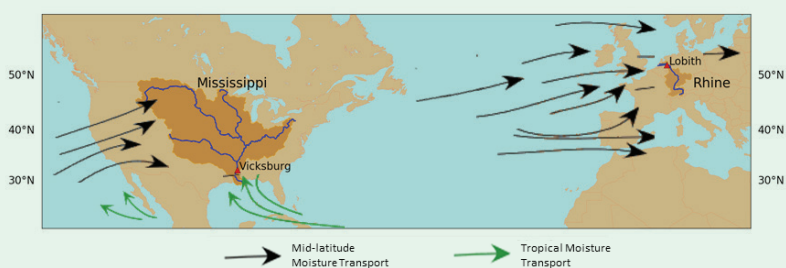 Mississippi
Lobith
50°N
50°N
Rhine
40°N
40°N
Vicksburg
30°N
30°N
Mid-latitude
Moisture Transport
Tropical Moisture
Transport